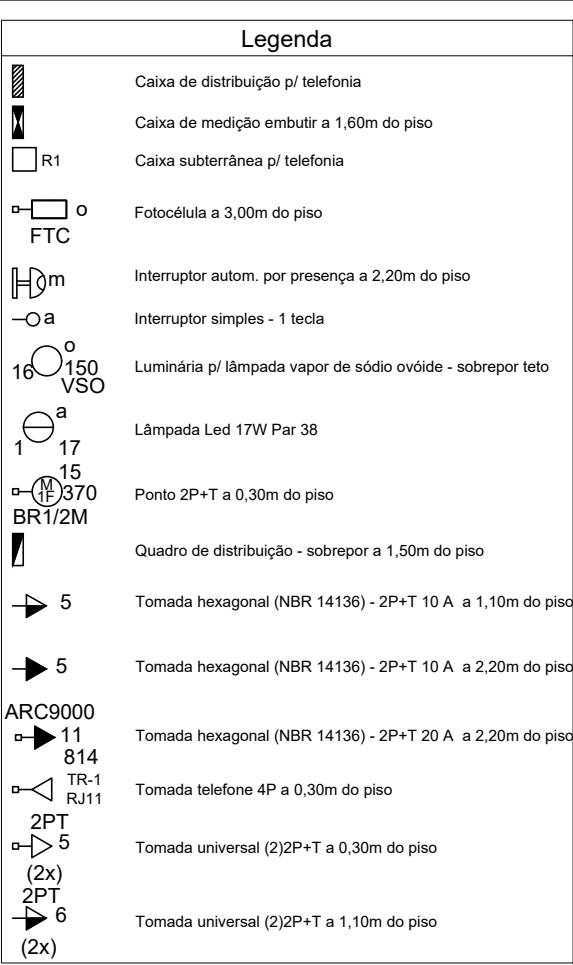 Legenda
Caixa de distribuição p/ telefonia
Caixa de medição embutir a 1,60m do piso
R1 Caixa subterrânea p/ telefonia
o Fotocélula a 3,00m do piso
FTC
m Interruptor autom. por presença a 2,20m do piso
a Interruptor simples - 1 tecla
o
16 150 Luminária p/ lâmpada vapor de sódio ovóide - sobrepor teto
VSO
a
Lâmpada Led 17W Par 38
1 17
15
M
1F 370 Ponto 2P+T a 0,30m do piso
BR1/2M
Quadro de distribuição - sobrepor a 1,50m do piso
5 Tomada hexagonal (NBR 14136) - 2P+T 10 A a 1,10m do piso
5 Tomada hexagonal (NBR 14136) - 2P+T 10 A a 2,20m do piso
ARC9000
11 Tomada hexagonal (NBR 14136) - 2P+T 20 A a 2,20m do piso
814
TR-1
RJ11 Tomada telefone 4P a 0,30m do piso
2PT
5 Tomada universal (2)2P+T a 0,30m do piso
(2x)
2PT
6 Tomada universal (2)2P+T a 1,10m do piso
(2x)